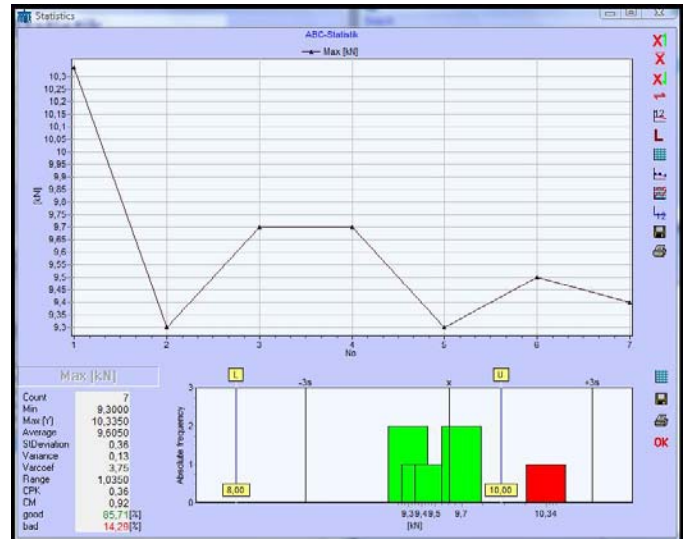 Statistics
ABC-Statistik
Max [kN]
10,3
10,25
10,2
10,15
10,1
10,05
10
9,95
9,9
9,85
9,8
9,75
9,7
9,65
9,6
9,55
9,5
9,45
9,4
9,35
9,3
[kN]
1 2 3 4 5 6 7
No
Max [kN]
Count 7
Min 9,3000
Max [Y] 10,3350
Average 9,6050
StDeviation 0,36
Variance 0,13
Varcoef 3,75
Range 1,0350
CPK 0,36
CM 0,92
good 85,71[%]
bad 14,29[%]
L -3s x U +3s
Absolute frequency
3
2
1
0
8,00 10,00
9,3 9,4 9,5 9,7 10,34
[kN]
L
OK